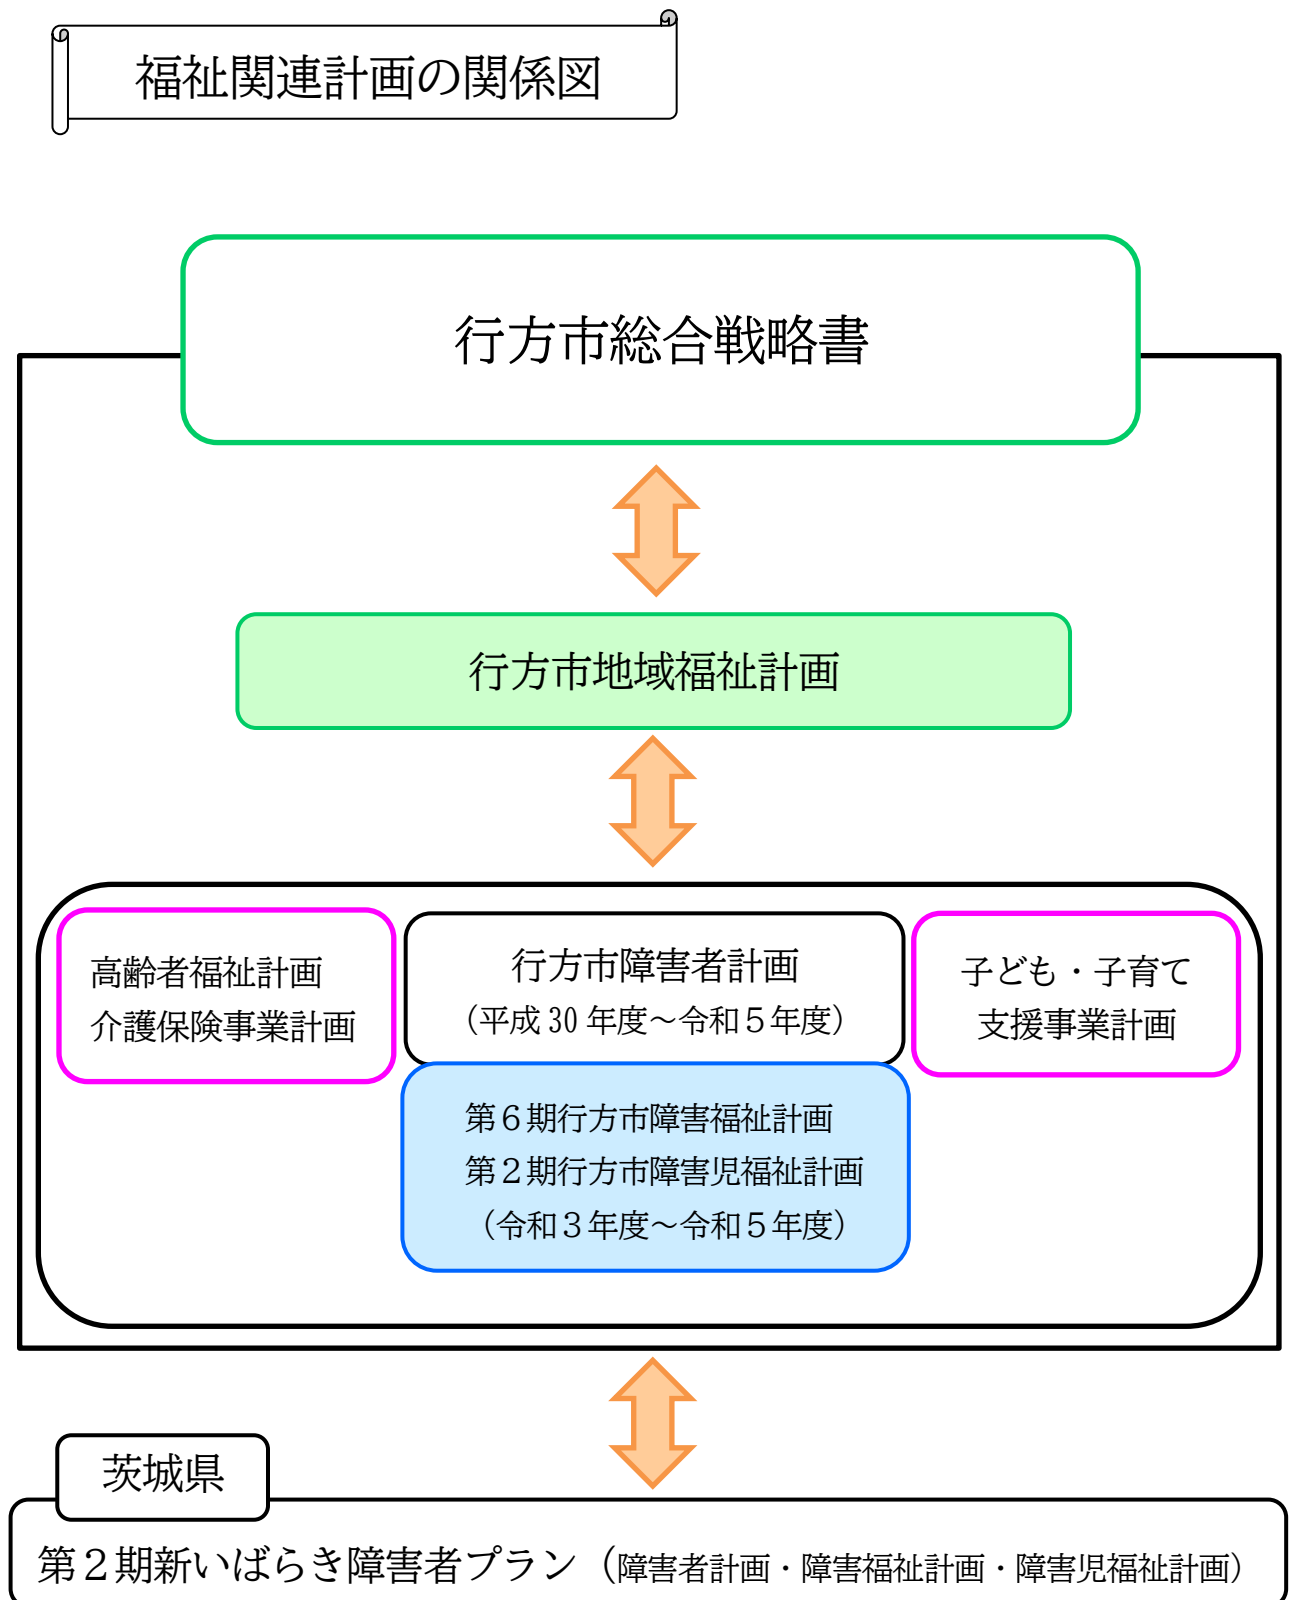 福祉関連計画の関係図
行方市総合戦略書
行方市地域福祉計画
高齢者福祉計画
介護保険事業計画
行方市障害者計画
（平成30年度～令和５年度）
子ども・子育て
支援事業計画
第６期行方市障害福祉計画
第２期行方市障害児福祉計画
（令和３年度～令和５年度）
茨城県
第２期新いばらき障害者プラン（障害者計画・障害福祉計画・障害児福祉計画）